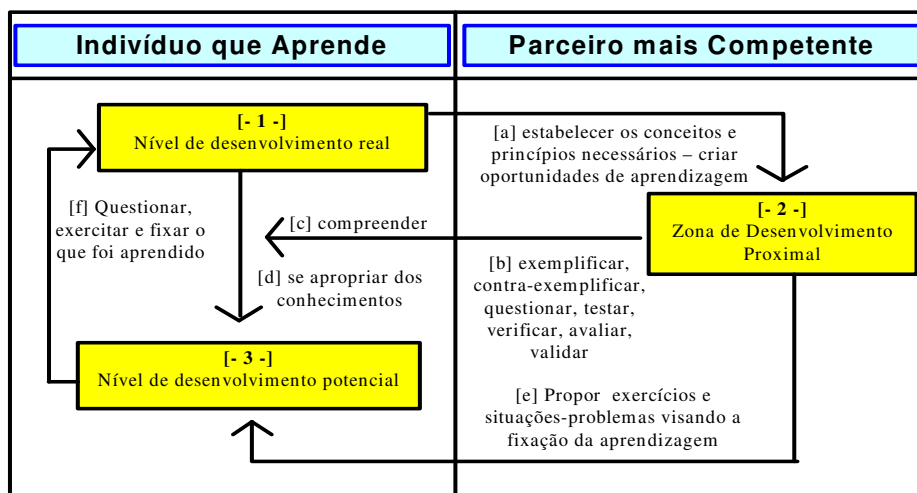 Indivíduo que Aprende
Parceiro mais Competente
[- 1 -]
Nível de desenvolvimento real
[a] estabelecer os conceitos e
princípios necessários – criar
oportunidades de aprendizagem
[- 2 -]
Zona de Desenvolvimento
Proximal
[f] Questionar,
exercitar e fixar o
que foi aprendido
[c] compreender
[d] se apropriar dos
conhecimentos
[b] exemplificar,
contra-exemplificar,
questionar, testar,
verificar, avaliar,
validar
[- 3 -]
Nível de desenvolvimento potencial
[e] Propor exercícios e
situações-problemas visando a
fixação da aprendizagem